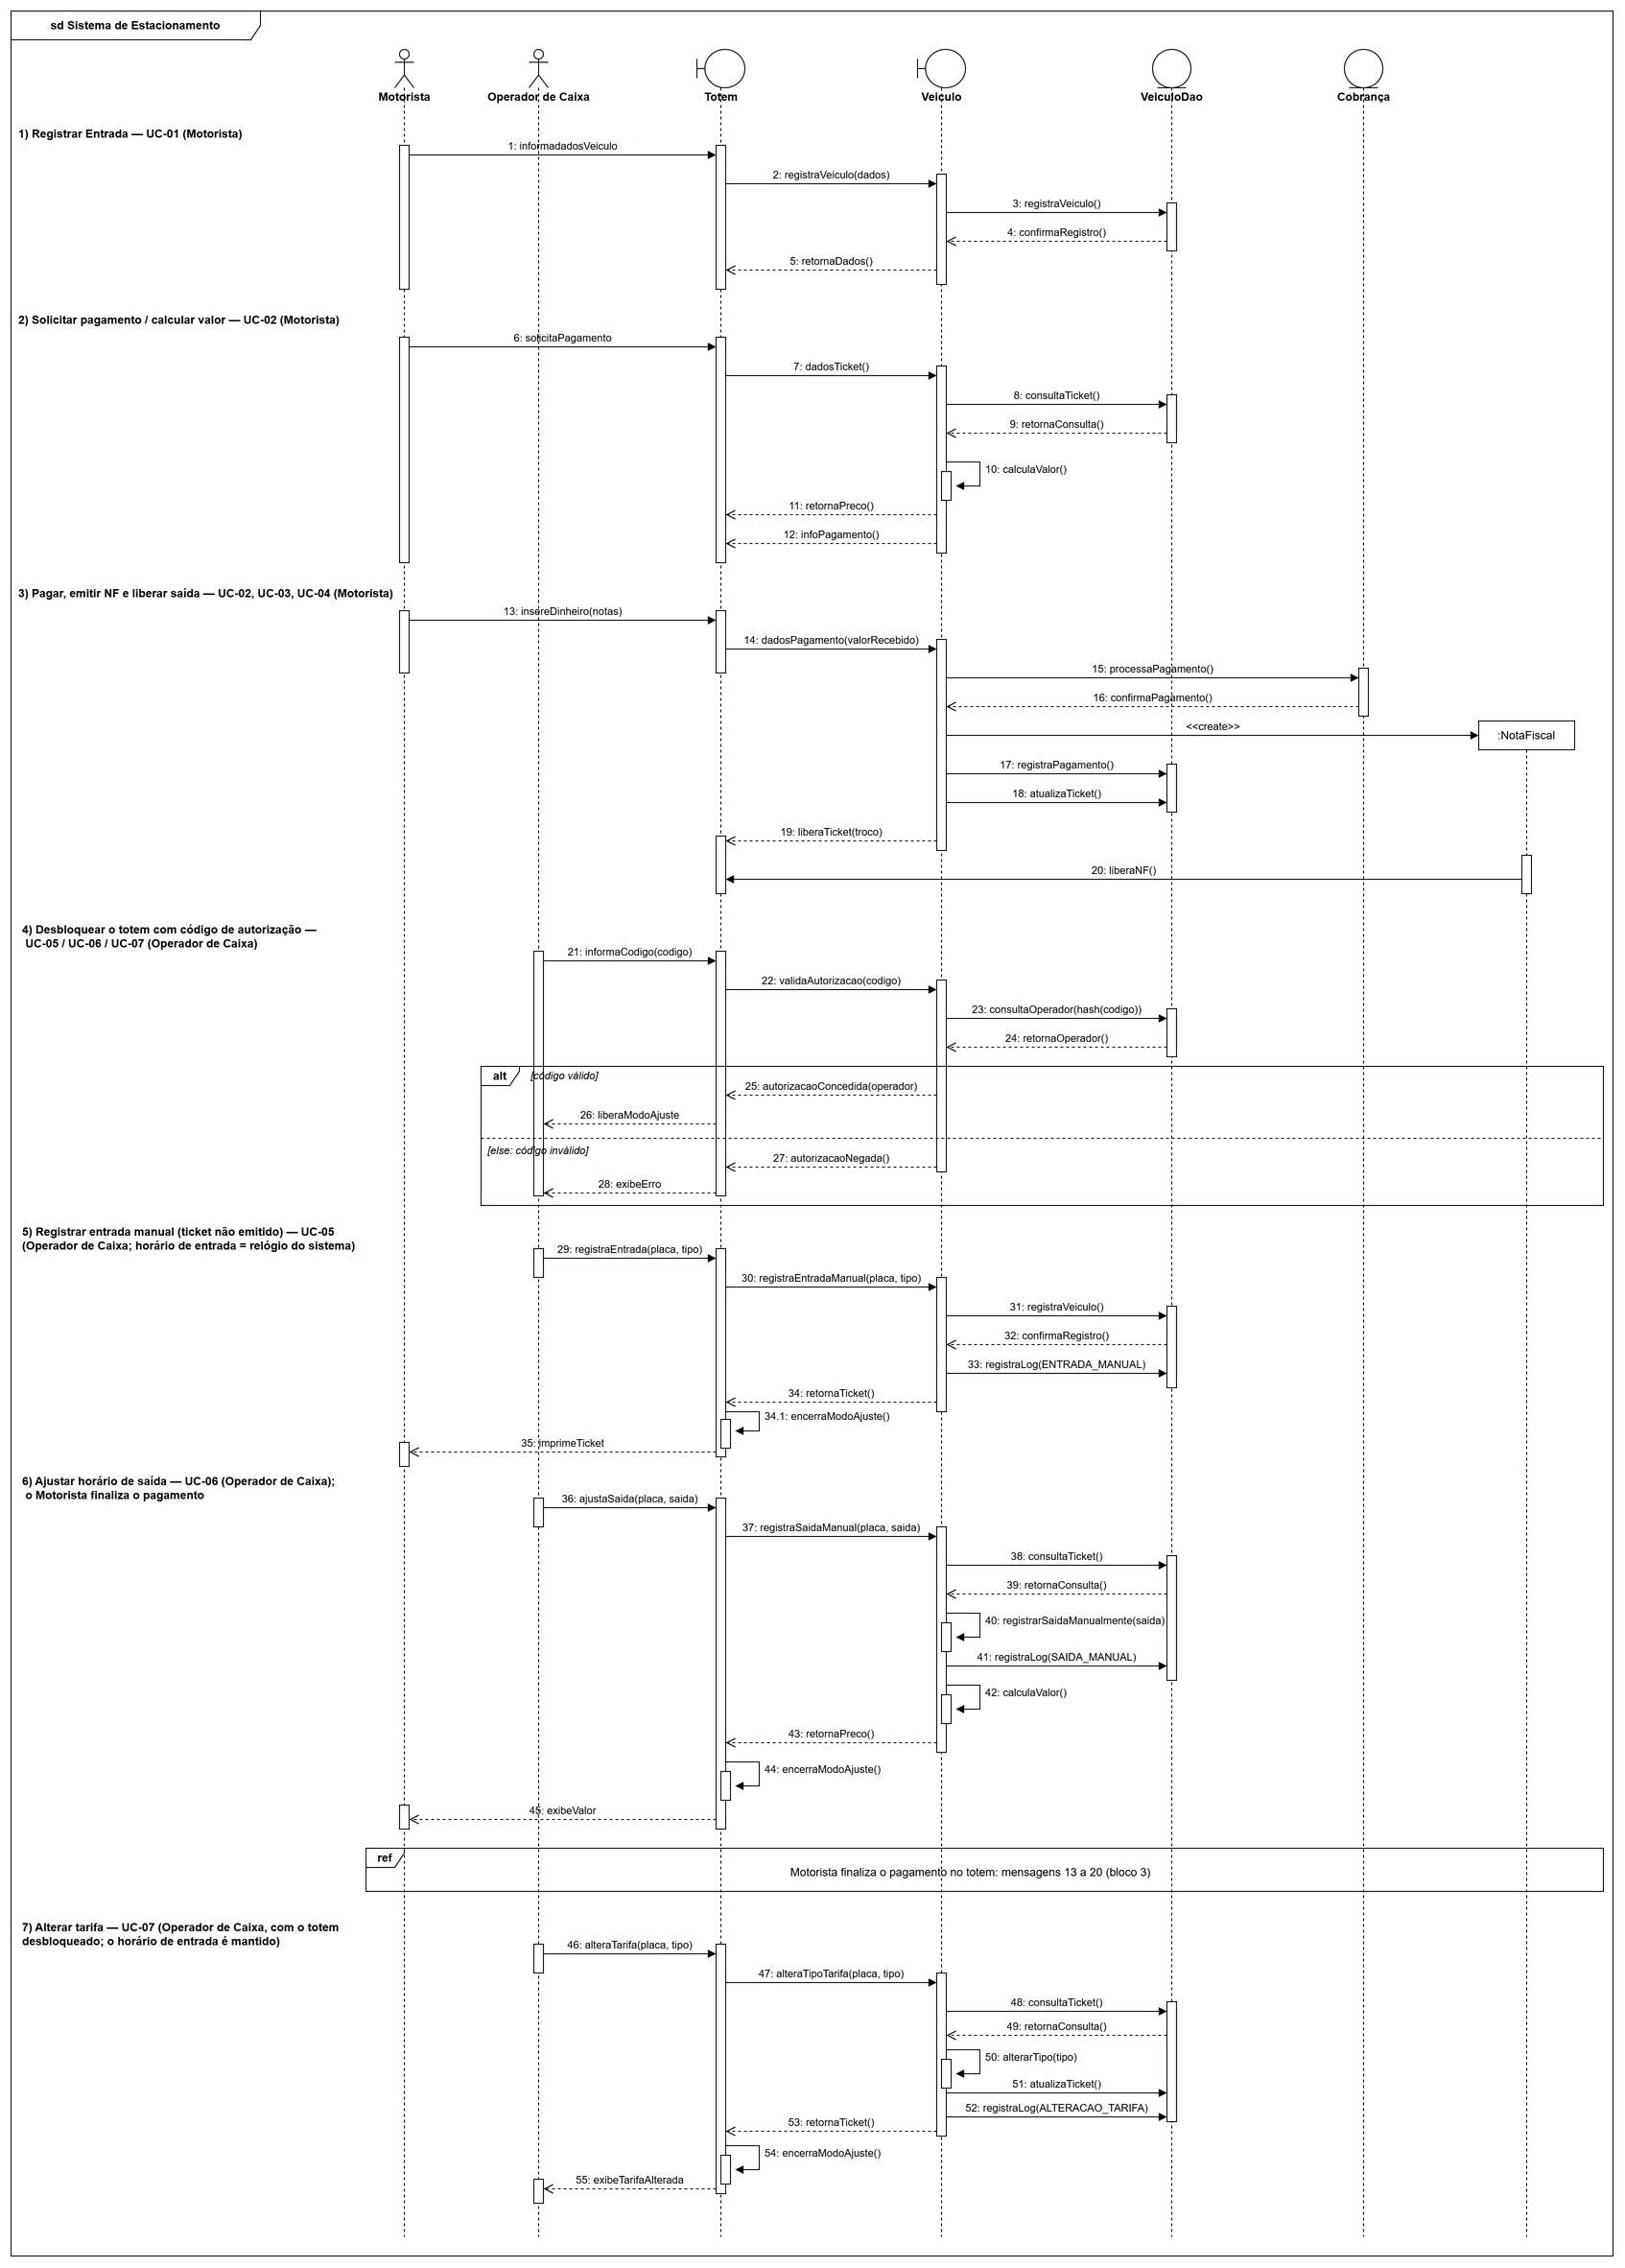 sd Sistema de Estacionamento
Motorista
Operador de Caixa
Totem
Veiculo
VeiculoDao
Cobrança
1) Registrar Entrada — UC-01 (Motorista)
1: informadadosVeiculo
2: registraVeiculo(dados)
3: registraVeiculo()
4: confirmaRegistro()
5: retornaDados()
2) Solicitar pagamento / calcular valor — UC-02 (Motorista)
6: solicitaPagamento
7: dadosTicket()
8: consultaTicket()
9: retornaConsulta()
10: calculaValor()
11: retornaPreco()
12: infoPagamento()
3) Pagar, emitir NF e liberar saída — UC-02, UC-03, UC-04 (Motorista)
13: insereDinheiro(notas)
14: dadosPagamento(valorRecebido)
15: processaPagamento()
16: confirmaPagamento()
<<create>>
:NotaFiscal
17: registraPagamento()
18: atualizaTicket()
19: liberaTicket(troco)
20: liberaNF()
4) Desbloquear o totem com código de autorização —
UC-05 / UC-06 / UC-07 (Operador de Caixa)
21: informaCodigo(codigo)
22: validaAutorizacao(codigo)
23: consultaOperador(hash(codigo))
24: retornaOperador()
alt
[código válido]
25: autorizacaoConcedida(operador)
26: liberaModoAjuste
[else: código inválido]
27: autorizacaoNegada()
28: exibeErro
5) Registrar entrada manual (ticket não emitido) — UC-05
(Operador de Caixa; horário de entrada = relógio do sistema)
29: registraEntrada(placa, tipo)
30: registraEntradaManual(placa, tipo)
31: registraVeiculo()
32: confirmaRegistro()
33: registraLog(ENTRADA_MANUAL)
34: retornaTicket()
34.1: encerraModoAjuste()
35: imprimeTicket
6) Ajustar horário de saída — UC-06 (Operador de Caixa);
o Motorista finaliza o pagamento
36: ajustaSaida(placa, saida)
37: registraSaidaManual(placa, saida)
38: consultaTicket()
39: retornaConsulta()
40: registrarSaidaManualmente(saida)
41: registraLog(SAIDA_MANUAL)
42: calculaValor()
43: retornaPreco()
44: encerraModoAjuste()
45: exibeValor
ref
Motorista finaliza o pagamento no totem: mensagens 13 a 20 (bloco 3)
7) Alterar tarifa — UC-07 (Operador de Caixa, com o totem
desbloqueado; o horário de entrada é mantido)
46: alteraTarifa(placa, tipo)
47: alteraTipoTarifa(placa, tipo)
48: consultaTicket()
49: retornaConsulta()
50: alterarTipo(tipo)
51: atualizaTicket()
52: registraLog(ALTERACAO_TARIFA)
53: retornaTicket()
54: encerraModoAjuste()
55: exibeTarifaAlterada